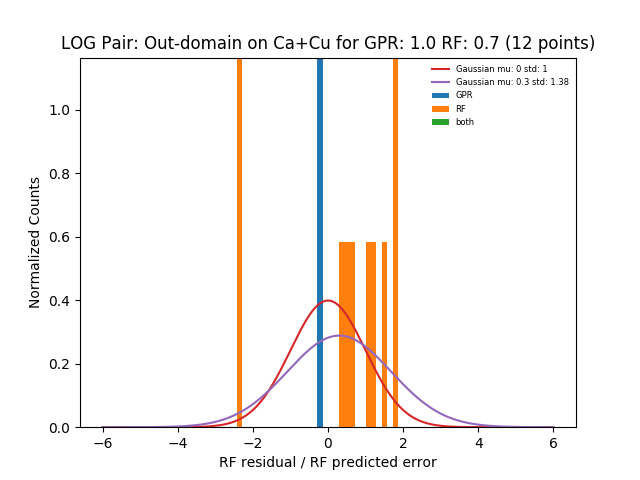 LOG Pair: Out-domain on Ca+Cu for GPR: 1.0 RF: 0.7 (12 points)
Gaussian mu: 0 std: 1
Gaussian mu: 0.3 std: 1.38
GPR
RF
both
Normalized Counts
1.0
0.8
0.6
0.4
0.2
0.0
−6 −4 −2 0 2 4 6
RF residual / RF predicted error